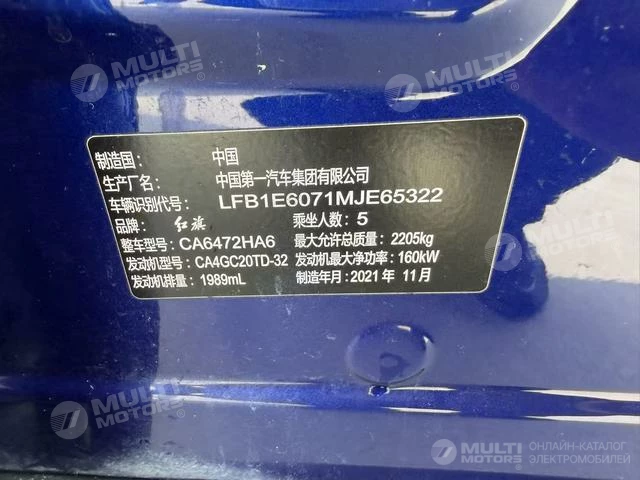 MULTI MOTORS
MULTI MOTORS
制造国: 中国
生产厂名: 中国第一汽车集团有限公司
车辆识别代号: LFB1E6071MJE65322
品牌: 红旗 乘坐人数: 5
整车型号: CA6472HA6 最大允许总质量: 2205kg
发动机型号: CA4GC20TD-32 发动机最大净功率: 160kW
发动机排量: 1989mL 制造年月: 2021年 11月
MULTI MOTORS
MULTI MOTORS
MULTI MOTORS ОНЛАЙН-КАТАЛОГ ЭЛЕКТРОМОБИЛЕЙ